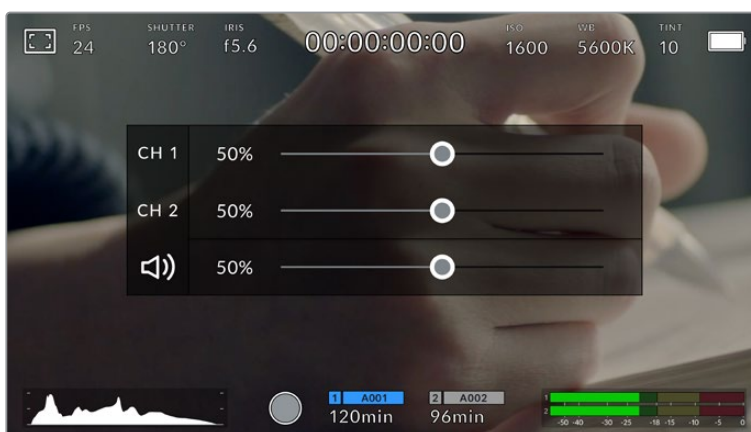 FPS SHUTTER IRIS ISO WB TINT
24 180° f5.6 00:00:00:00 1600 5600K 10
CH 1 50%
CH 2 50%
50%
1 A001 2 A002
120min 96min
1
2
-50 -40 -30 -25 -18 -15 -10 -5 0